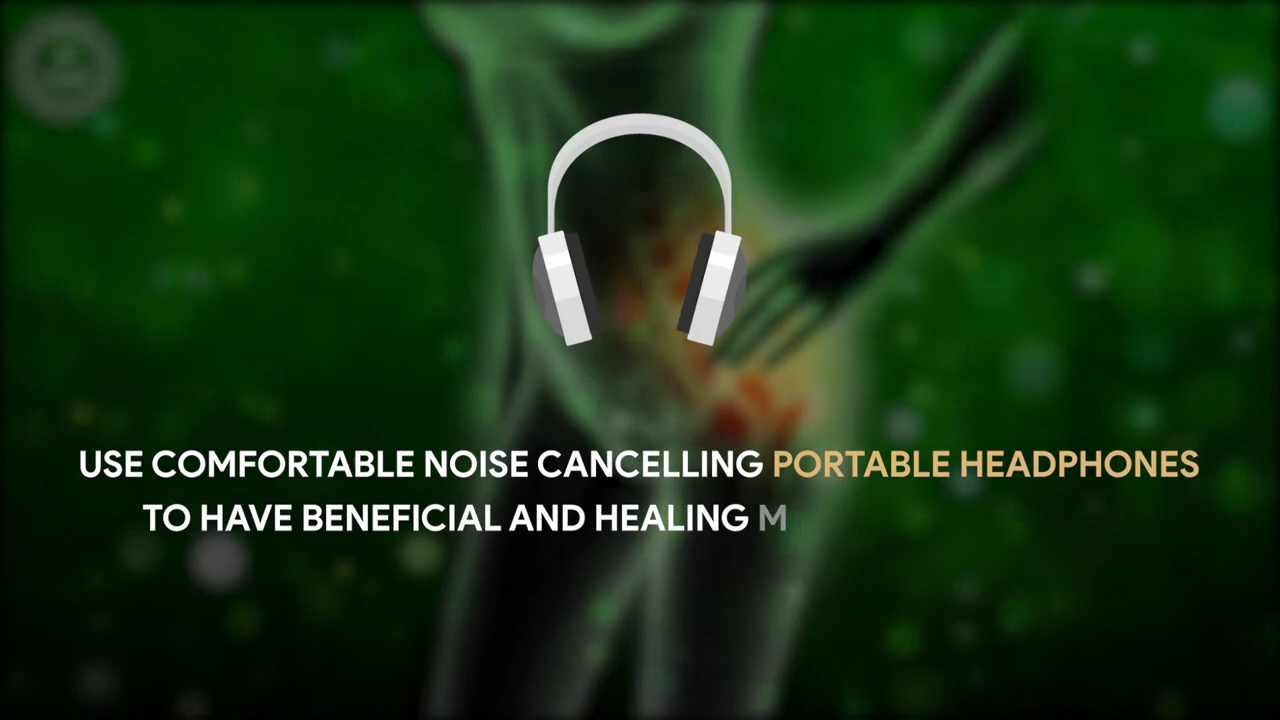 USE COMFORTABLE NOISE CANCELLING PORTABLE HEADPHONES
TO HAVE BENEFICIAL AND HEALING M